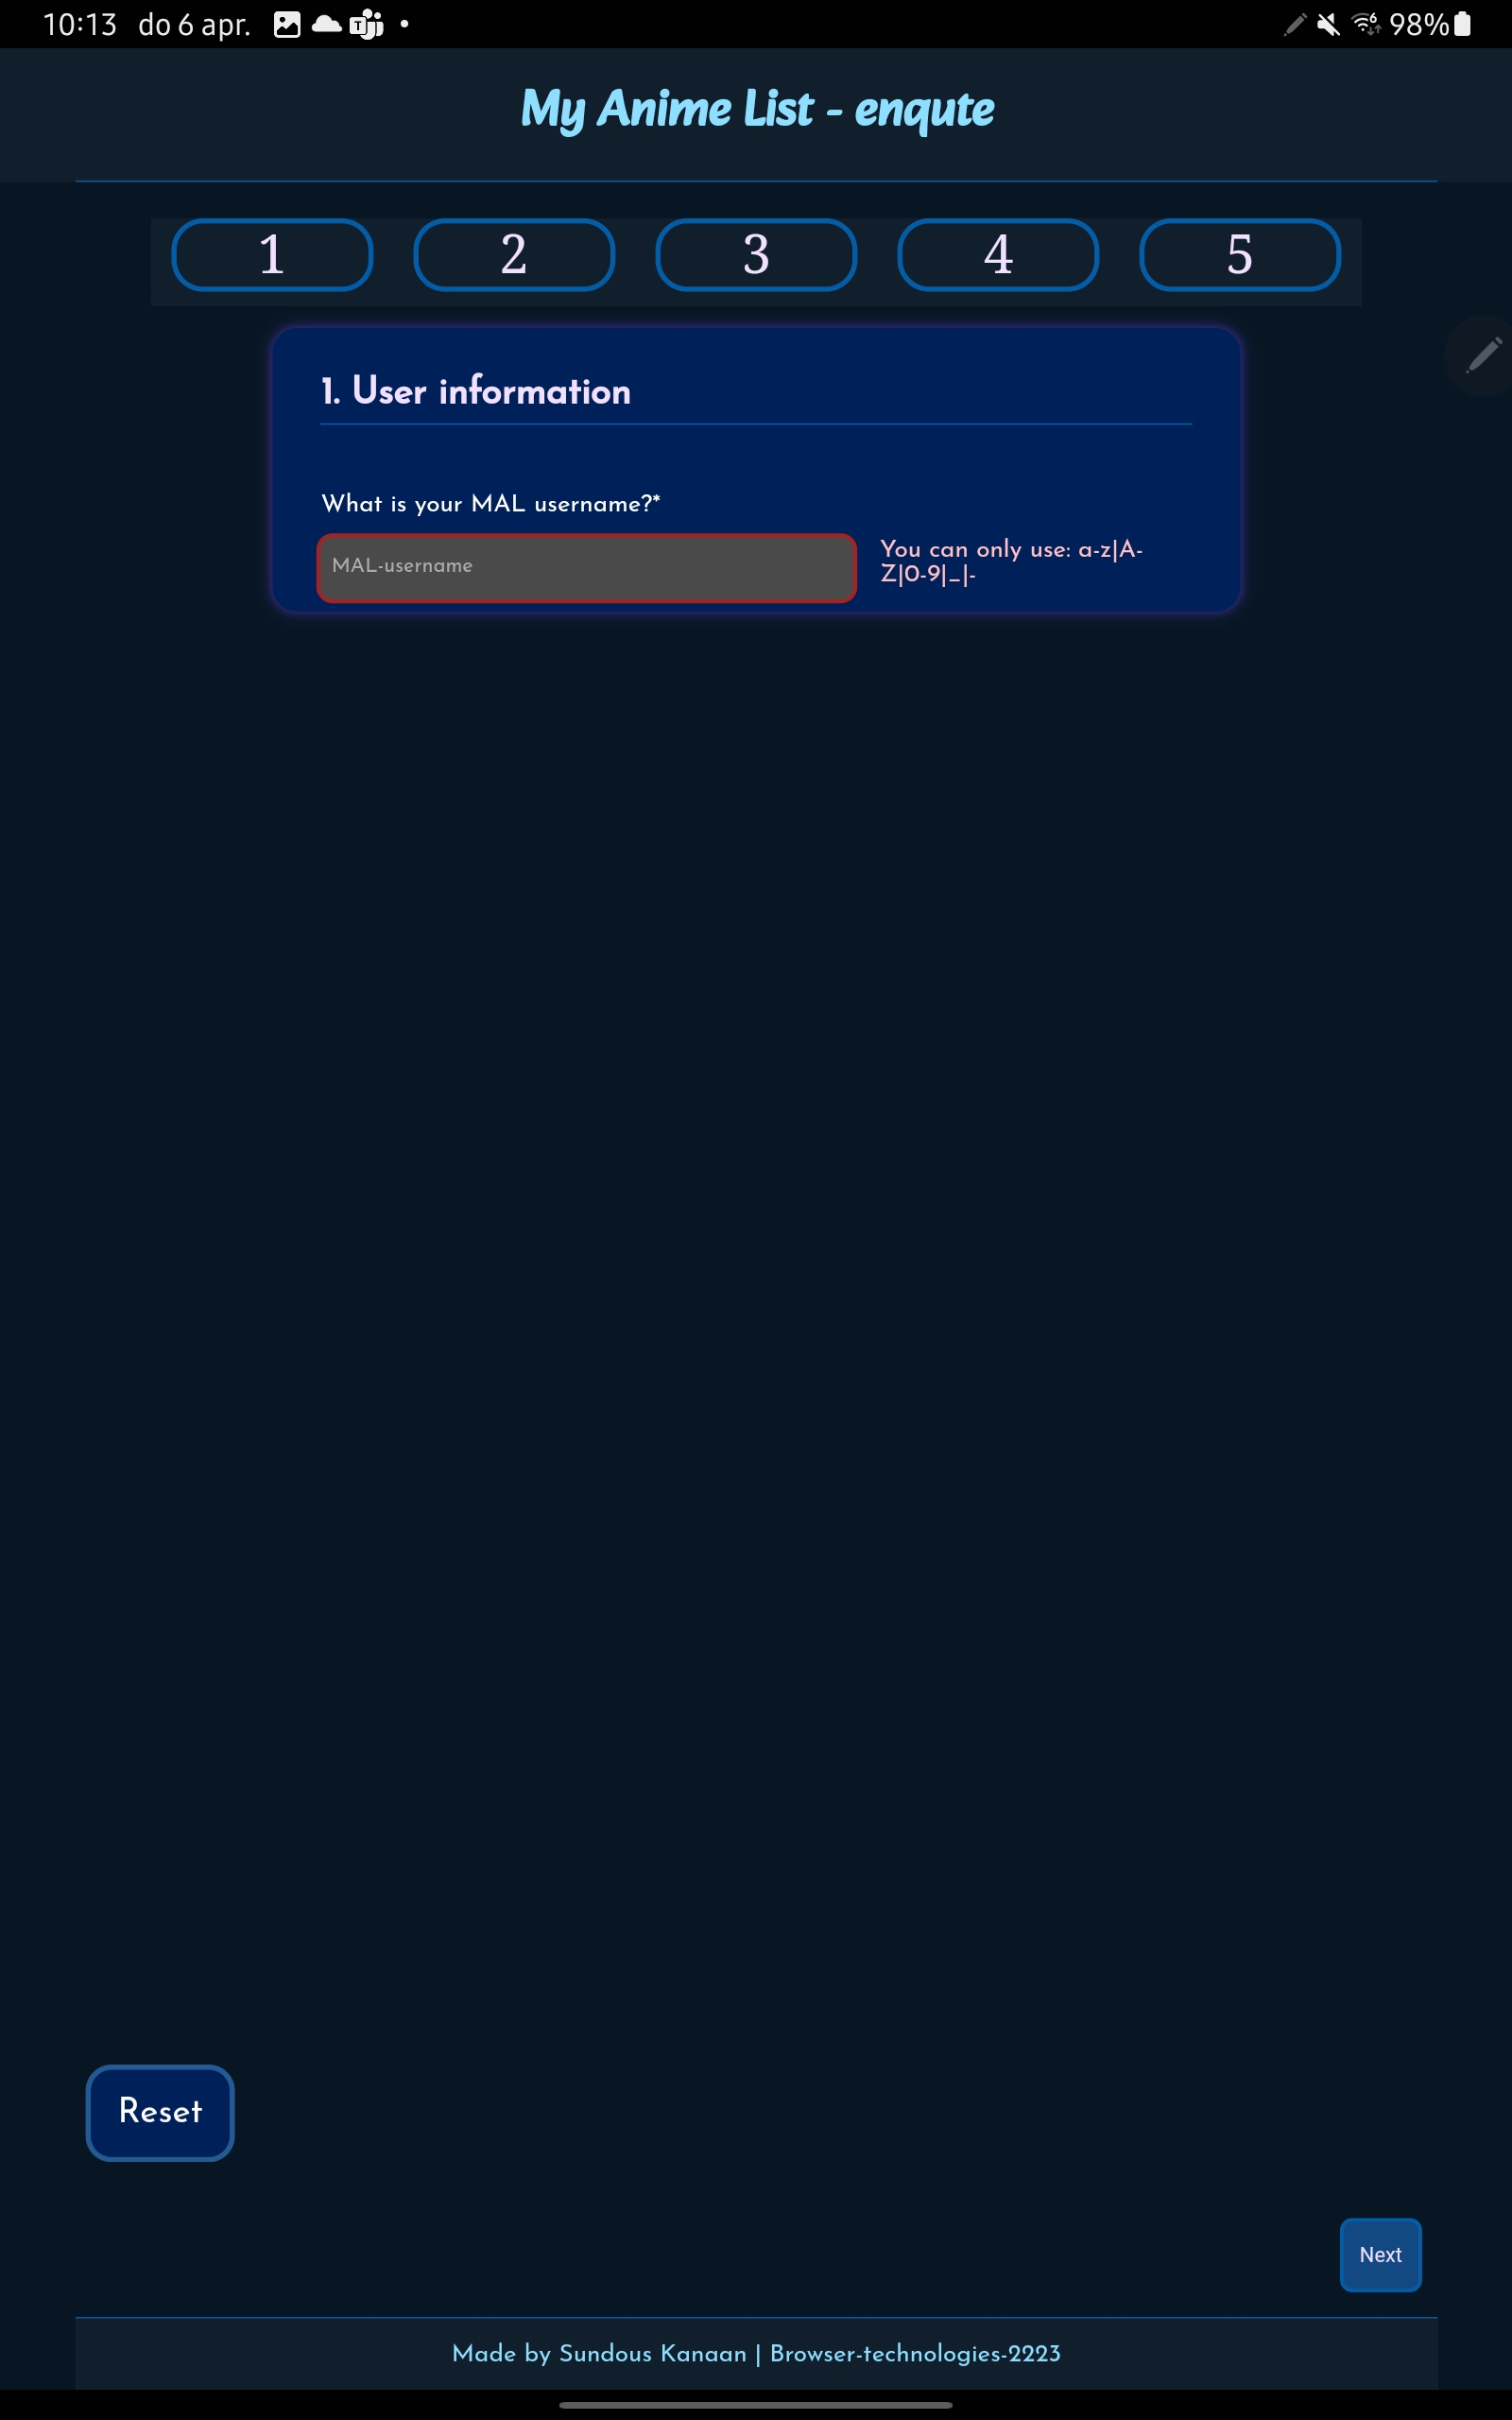 10:13 do 6 apr. 98%
My Anime List - enqute
1 2 3 4 5
1. User information
What is your MAL username?*
MAL-username
You can only use: a-z|A-
Z|0-9|_|-
Reset
Next
Made by Sundous Kanaan | Browser-technologies-2223